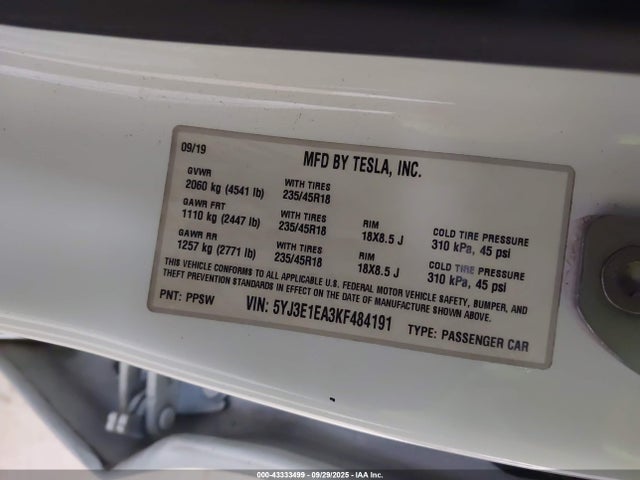 09/19 MFD BY TESLA, INC.
GVWR
2060 kg (4541 lb) WITH TIRES 235/45R18
GAWR FRT
1110 kg (2447 lb) WITH TIRES 235/45R18 RIM 18X8.5 J COLD TIRE PRESSURE 310 kPa, 45 psi
GAWR RR
1257 kg (2771 lb) WITH TIRES 235/45R18 RIM 18X8.5 J COLD TIRE PRESSURE 310 kPa, 45 psi
THIS VEHICLE CONFORMS TO ALL APPLICABLE U.S. FEDERAL MOTOR VEHICLE SAFETY, BUMPER, AND
THEFT PREVENTION STANDARDS IN EFFECT ON THE DATE OF MANUFACTURE SHOWN ABOVE.
PNT: PPSW VIN: 5YJ3E1EA3KF484191 TYPE: PASSENGER CAR
000-43333499 - 09/29/2025 - IAA Inc.